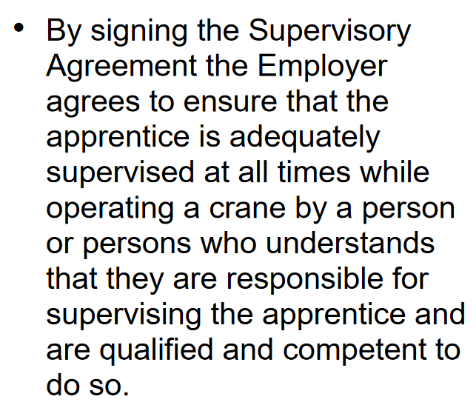 • By signing the Supervisory
Agreement the Employer
agrees to ensure that the
apprentice is adequately
supervised at all times while
operating a crane by a person
or persons who understands
that they are responsible for
supervising the apprentice and
are qualified and competent to
do so.